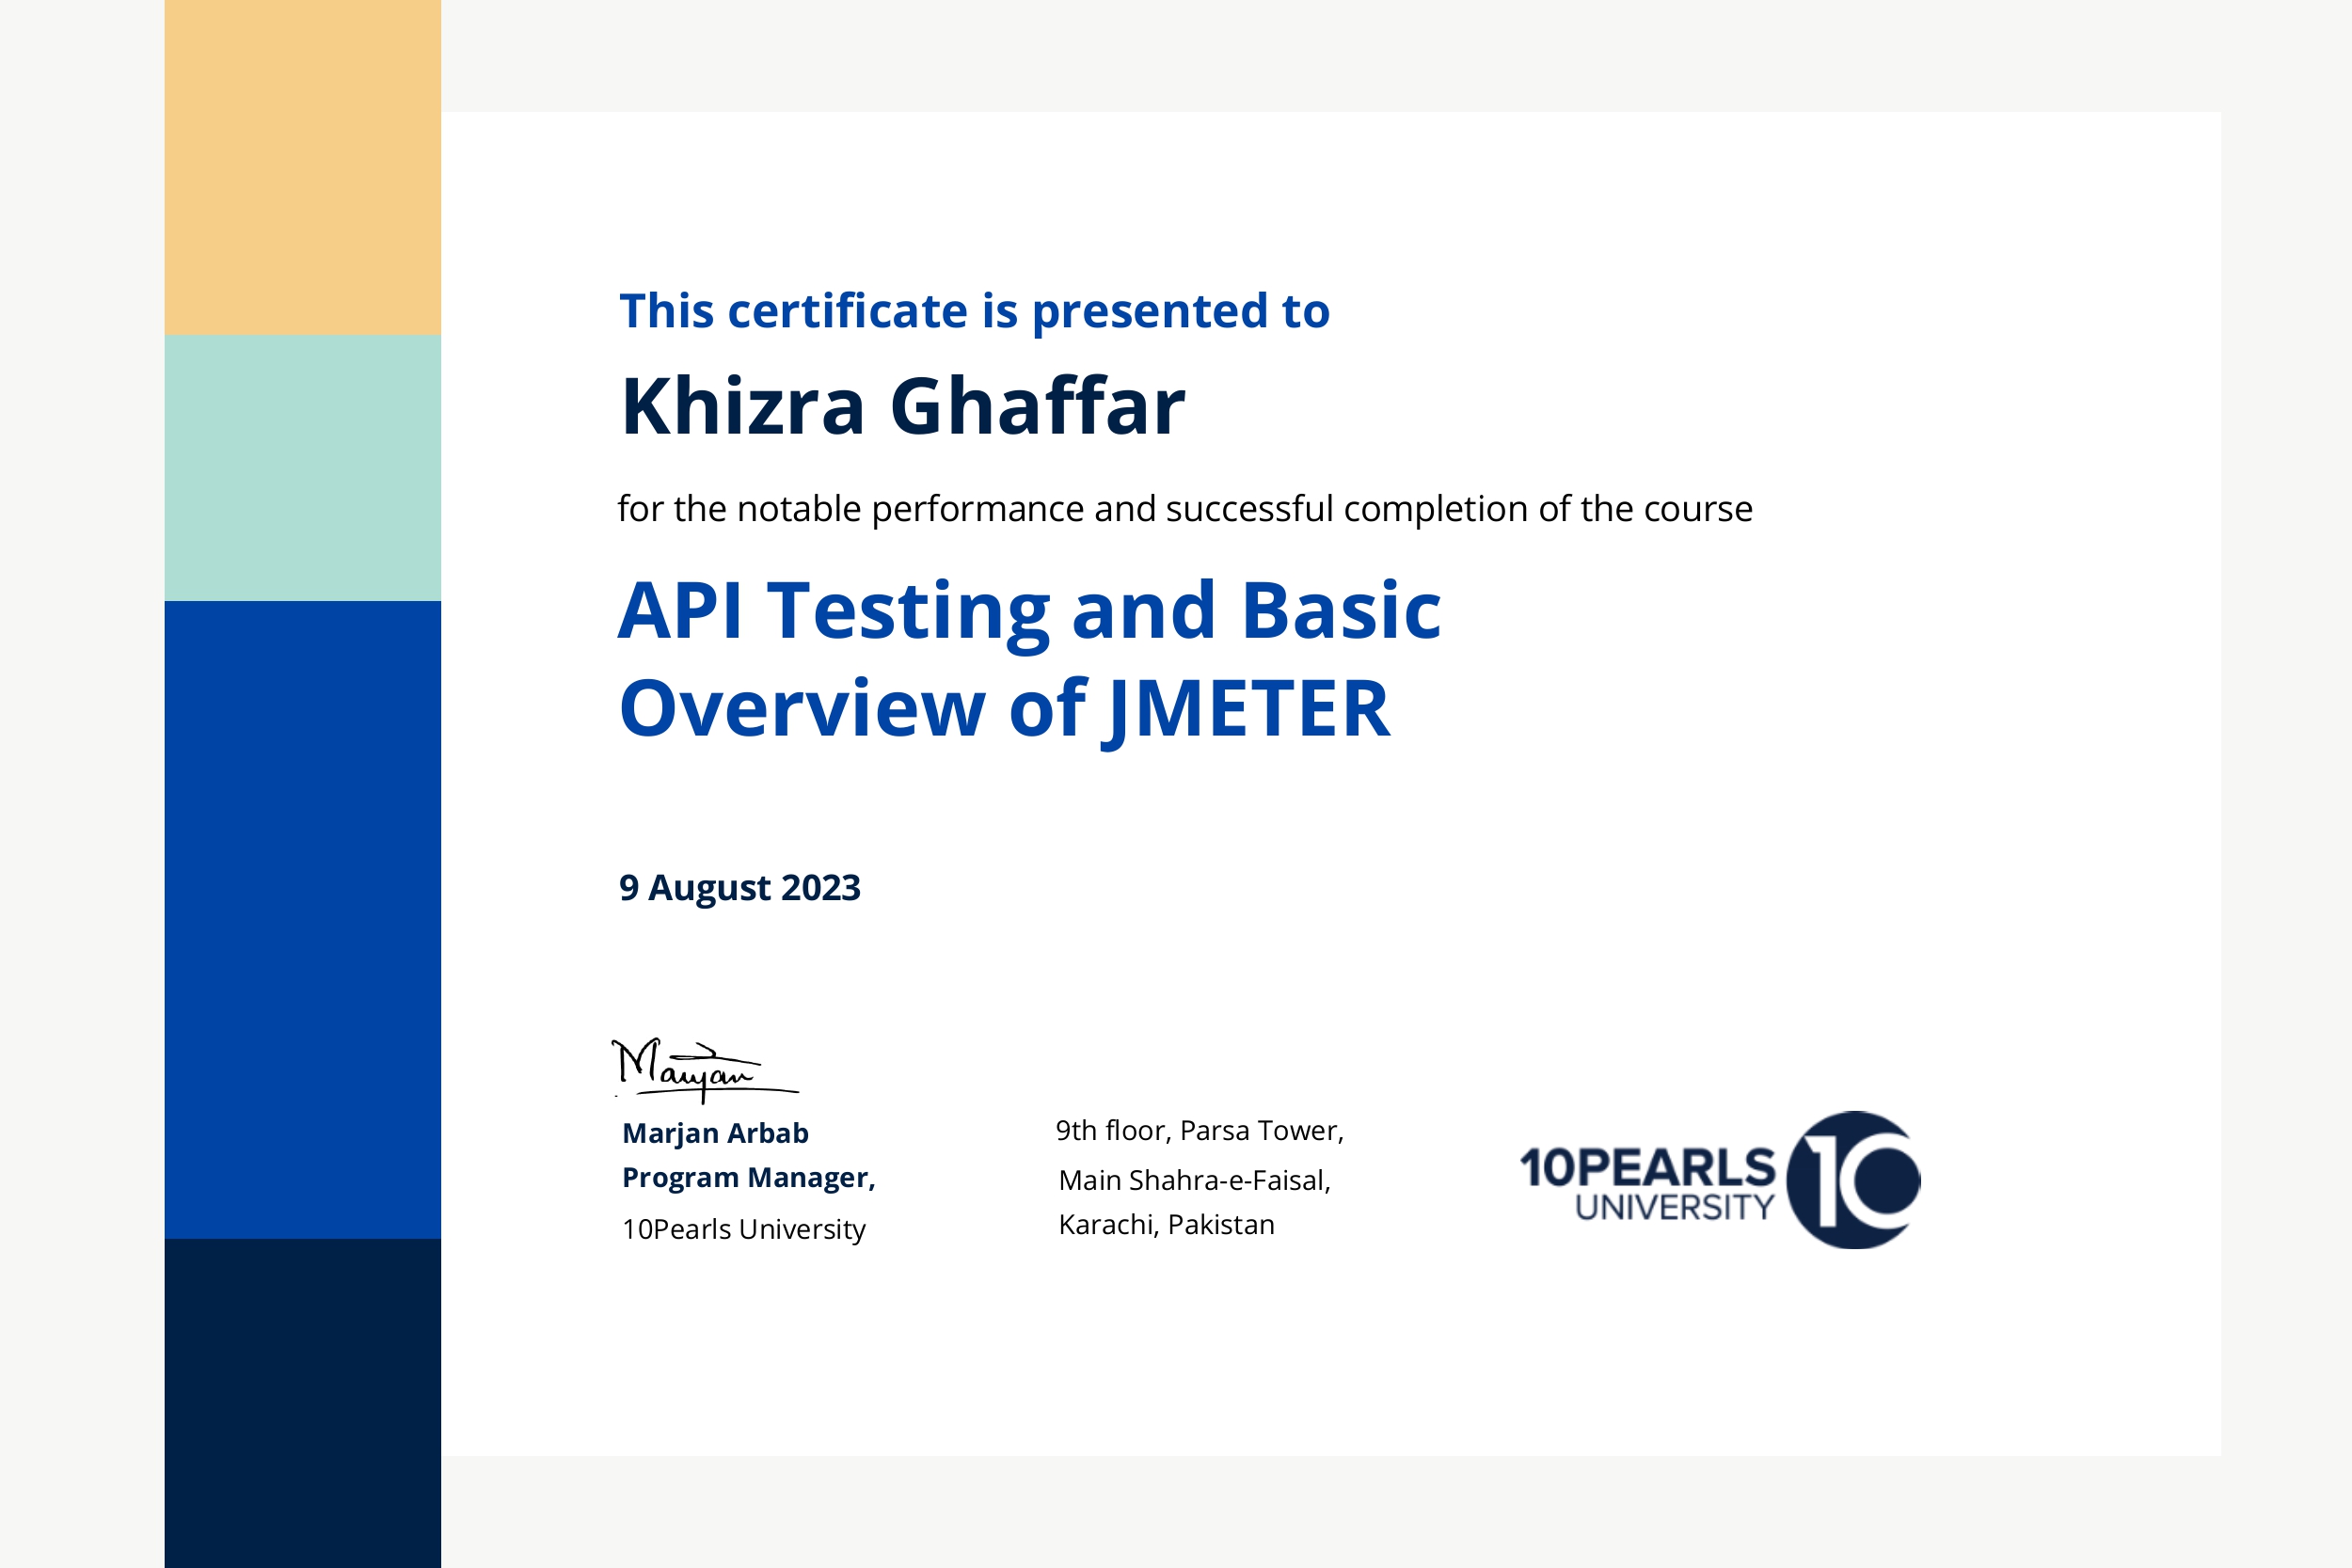 This certificate is presented to
Khizra Ghaffar
for the notable performance and successful completion of the course
API Testing and Basic
Overview of JMETER
9 August 2023
Marjan
Marjan Arbab
Program Manager,
10Pearls University
9th floor, Parsa Tower,
Main Shahra-e-Faisal,
Karachi, Pakistan
10PEARLS
UNIVERSITY
10